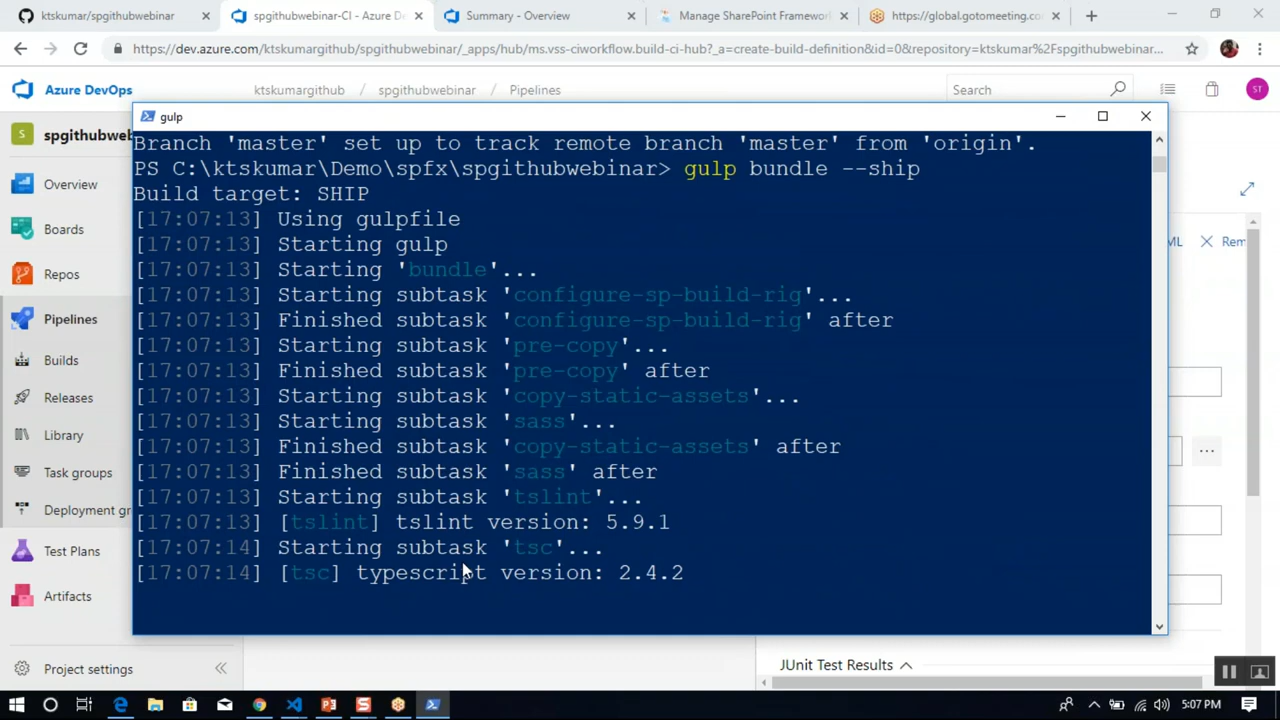 ktskumar/spgithubwebinar
spgithubwebinar-CI - Azure De
Summary - Overview
Manage SharePoint Framework
https://global.gotomeeting.co
https://dev.azure.com/ktskumargithub/spgithubwebinar/_apps/hub/ms.vss-ciworkflow.build-ci-hub?_a=create-build-definition&id=0&repository=ktskumar%2Fspgithubwebinar...
Azure DevOps
ktskumargithub / spgithubwebinar / Pipelines
Search
ST
S
spgithubweb
Overview
Boards
Repos
Pipelines
Builds
Releases
Library
Task groups
Deployment gr
Test Plans
Artifacts
Project settings
gulp
Branch 'master' set up to track remote branch 'master' from 'origin'.
PS C:\ktskumar\Demo\spfx\spgithubwebinar> gulp bundle --ship
Build target: SHIP
[17:07:13] Using gulpfile
[17:07:13] Starting gulp
[17:07:13] Starting 'bundle'...
[17:07:13] Starting subtask 'configure-sp-build-rig'...
[17:07:13] Finished subtask 'configure-sp-build-rig' after
[17:07:13] Starting subtask 'pre-copy'...
[17:07:13] Finished subtask 'pre-copy' after
[17:07:13] Starting subtask 'copy-static-assets'...
[17:07:13] Starting subtask 'sass'...
[17:07:13] Finished subtask 'copy-static-assets' after
[17:07:13] Finished subtask 'sass' after
[17:07:13] Starting subtask 'tslint'...
[17:07:13] [tslint] tslint version: 5.9.1
[17:07:14] Starting subtask 'tsc'...
[17:07:14] [tsc] typescript version: 2.4.2
ML
Rem
JUnit Test Results
5:07 PM